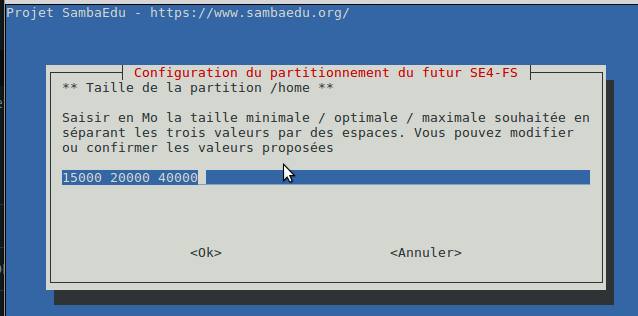 Projet SambaEdu - https://www.sambaedu.org/
Configuration du partitionnement du futur SE4-FS
** Taille de la partition /home **
Saisir en Mo la taille minimale / optimale / maximale souhaitée en
séparant les trois valeurs par des espaces. Vous pouvez modifier
ou confirmer les valeurs proposées
15000 20000 40000
<Ok> <Annuler>